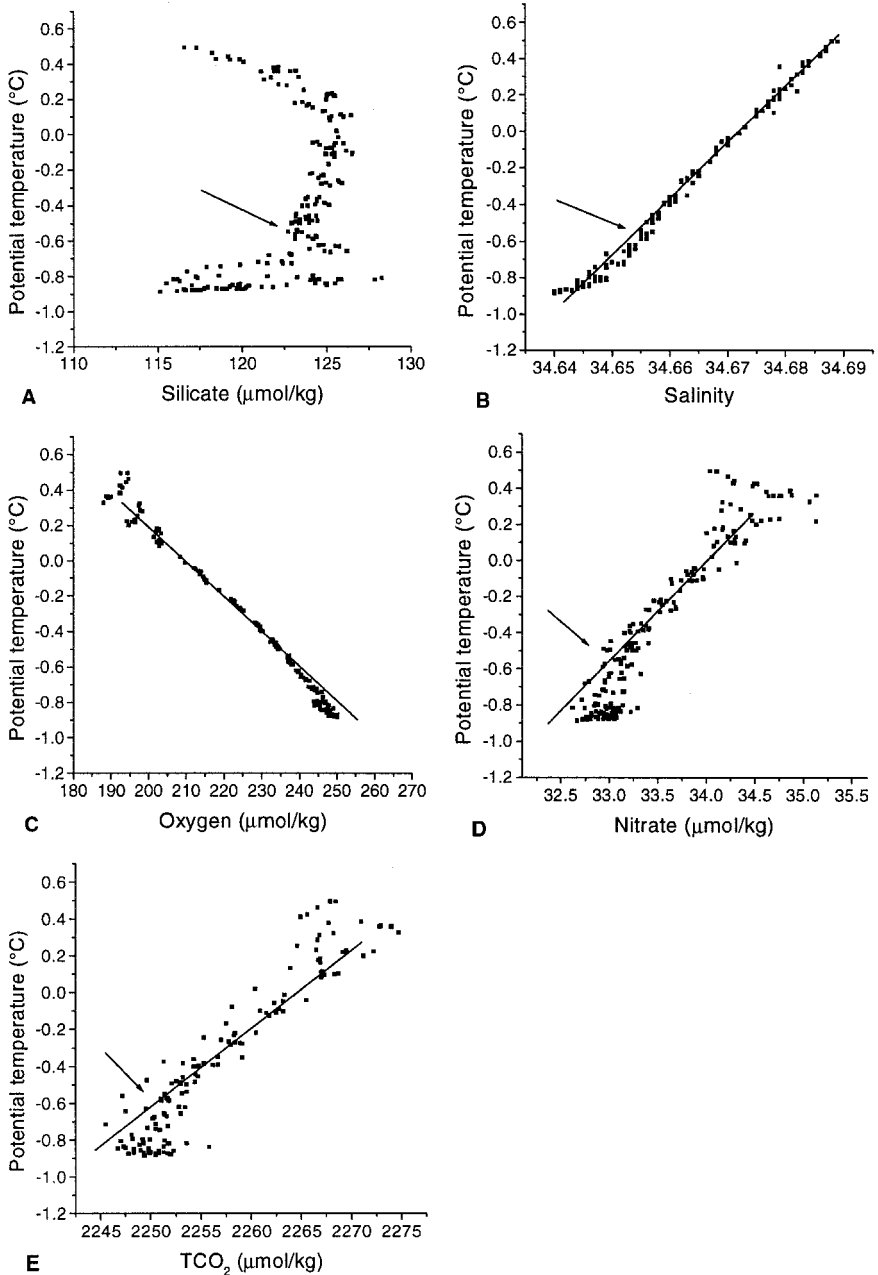 Potential temperature (°C)
0.6
0.4
0.2
0.0
-0.2
-0.4
-0.6
-0.8
-1.0
-1.2
110 115 120 125 130
Silicate (μmol/kg)
A
Potential temperature (°C)
0.6
0.4
0.2
0.0
-0.2
-0.4
-0.6
-0.8
-1.0
-1.2
34.64 34.65 34.66 34.67 34.68 34.69
Salinity
B
Potential temperature (°C)
0.6
0.4
0.2
0.0
-0.2
-0.4
-0.6
-0.8
-1.2
180 190 200 210 220 230 240 250 260 270
Oxygen (μmol/kg)
C
Potential temperature (°C)
0.6
0.4
0.2
0.0
-0.2
-0.4
-0.6
-0.8
-1.0
-1.2
32.5 33.0 33.5 34.0 34.5 35.0 35.5
Nitrate (μmol/kg)
D
Potential temperature (°C)
0.6
0.4
0.2
0.0
-0.2
-0.4
-0.6
-0.8
-1.0
-1.2
2245 2250 2255 2260 2265 2270 2275
TCO₂ (μmol/kg)
E